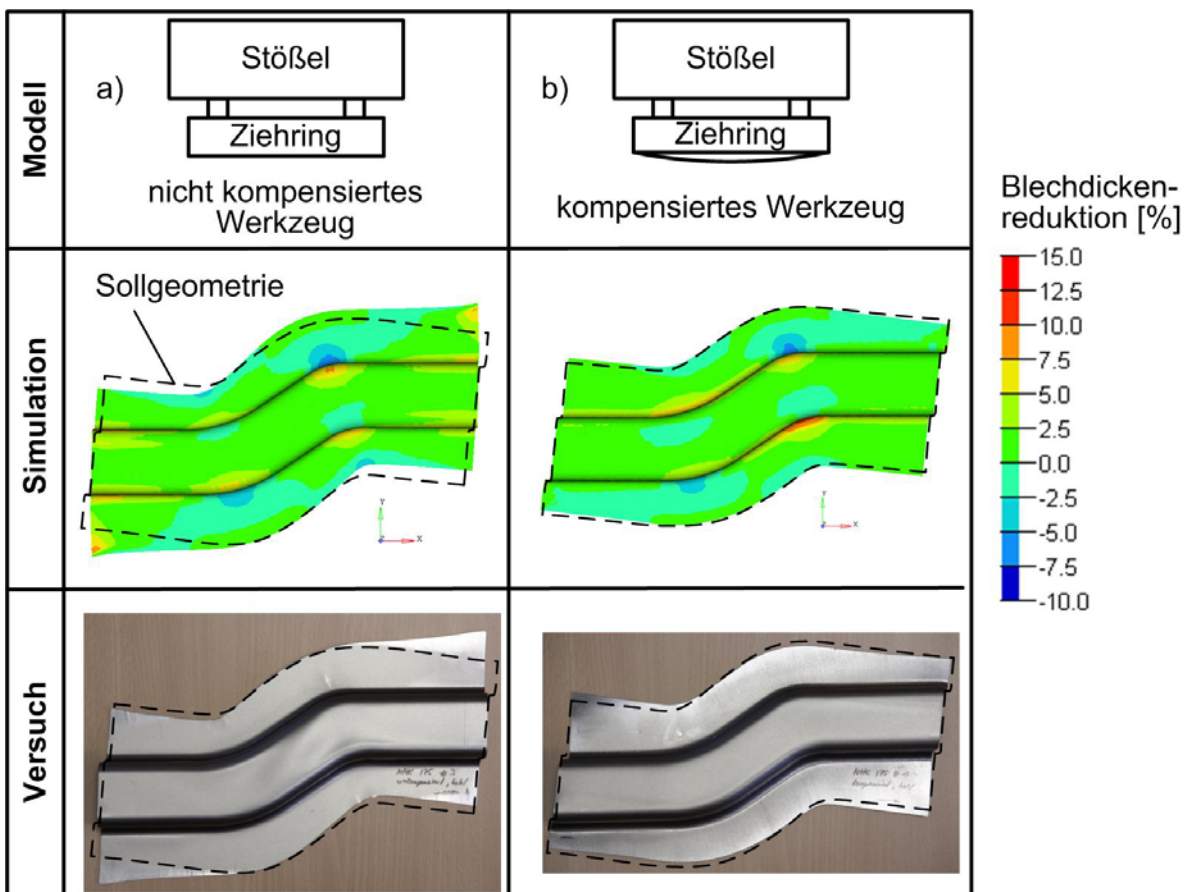 Modell
a)
Stößel
Ziehring
nicht kompensiertes
Werkzeug
b)
Stößel
Ziehring
kompensiertes Werkzeug
Blechdicken-
reduktion [%]
15.0
12.5
10.0
7.5
5.0
2.5
0.0
-2.5
-5.0
-7.5
-10.0
Simulation
Sollgeometrie
Y
Z
X
Y
Z
X
Versuch